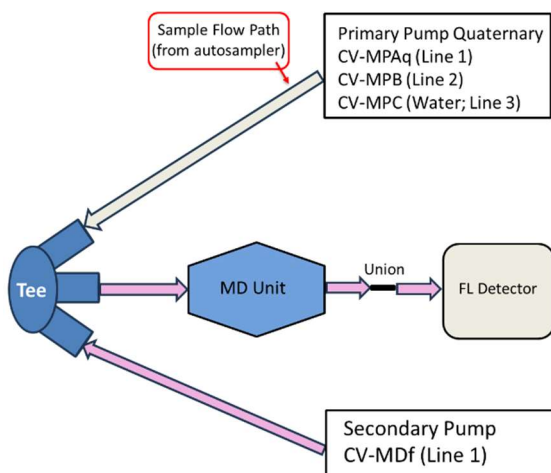 Sample Flow Path
(from autosampler)
Primary Pump Quaternary
CV-MPAq (Line 1)
CV-MPB (Line 2)
CV-MPC (Water; Line 3)
Tee
MD Unit
Union
FL Detector
Secondary Pump
CV-MDf (Line 1)